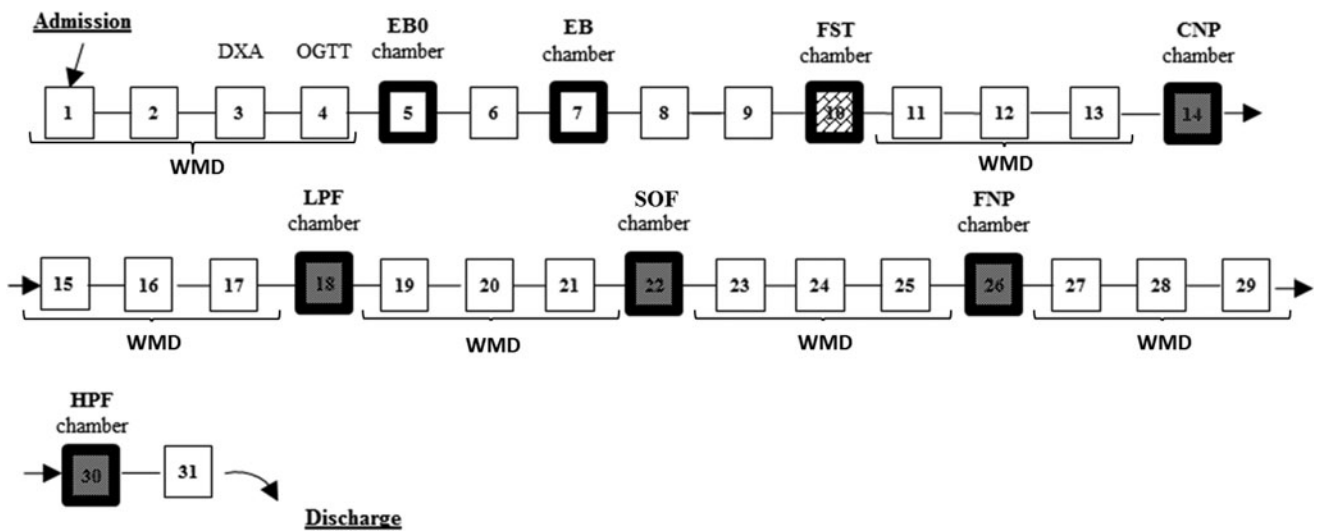 Admission
DXA OGTT
EB0 chamber
EB chamber
FST chamber
CNP chamber
1 2 3 4 5 6 7 8 9 10 11 12 13 14
WMD WMD
LPF chamber
SOF chamber
FNP chamber
15 16 17 18 19 20 21 22 23 24 25 26 27 28 29
WMD WMD WMD WMD
HPF chamber
30 31
Discharge